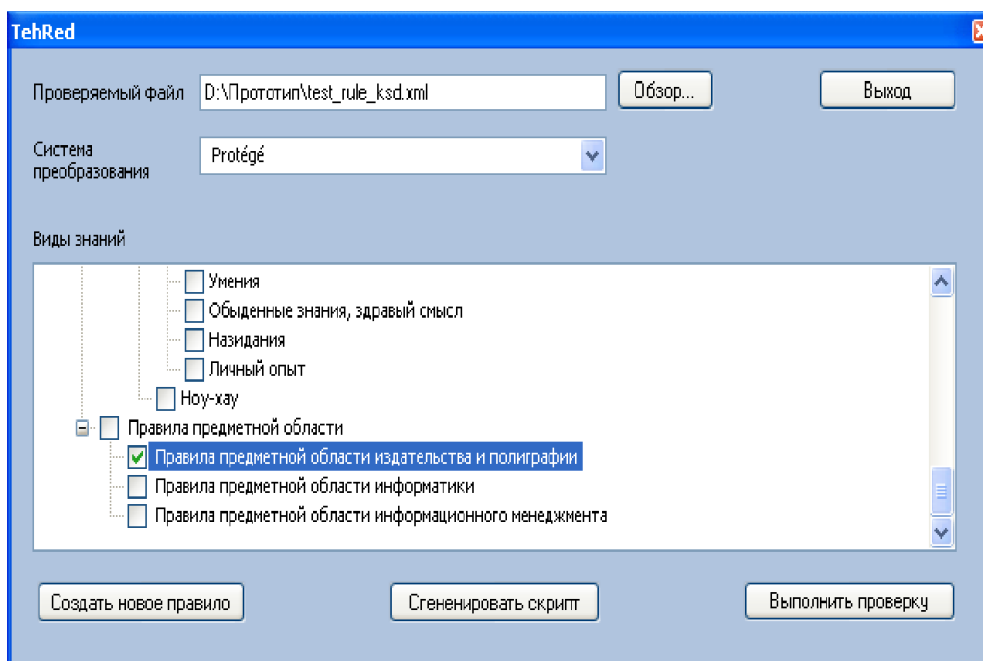 TehRed
Проверяемый файл D:\Прототип\test_rule_ksd.xml Обзор... Выход
Система
преобразования
Protégé
Виды знаний
Умения
Обыденные знания, здравый смысл
Назидания
Личный опыт
Ноу-хау
Правила предметной области
Правила предметной области издательства и полиграфии
Правила предметной области информатики
Правила предметной области информационного менеджмента
Создать новое правило Сгененировать скрипт Выполнить проверку